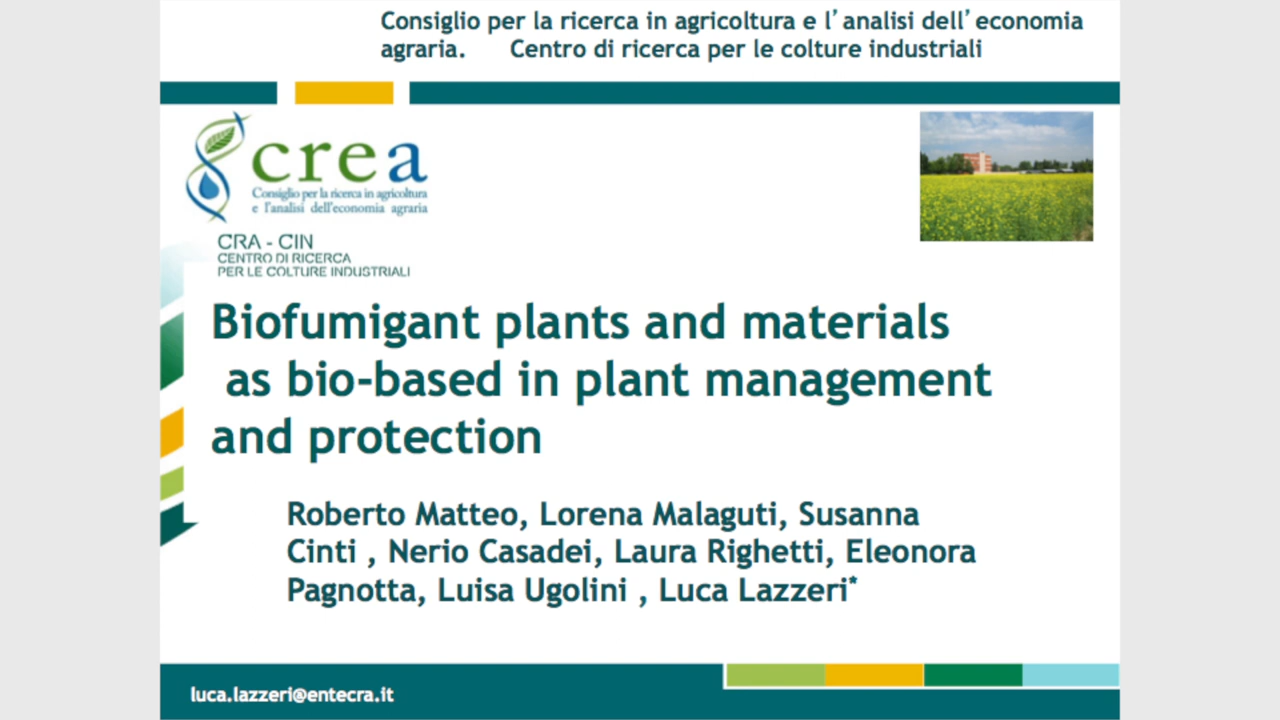 Consiglio per la ricerca in agricoltura e l’analisi dell’economia
agraria. Centro di ricerca per le colture industriali
crea
Consiglio per la ricerca in agricoltura
e l'analisi dell'economia agraria
CRA - CIN
CENTRO DI RICERCA
PER LE COLTURE INDUSTRIALI
Biofumigant plants and materials
as bio-based in plant management
and protection
Roberto Matteo, Lorena Malaguti, Susanna
Cinti , Nerio Casadei, Laura Righetti, Eleonora
Pagnotta, Luisa Ugolini , Luca Lazzeri*
luca.lazzeri@entecra.it